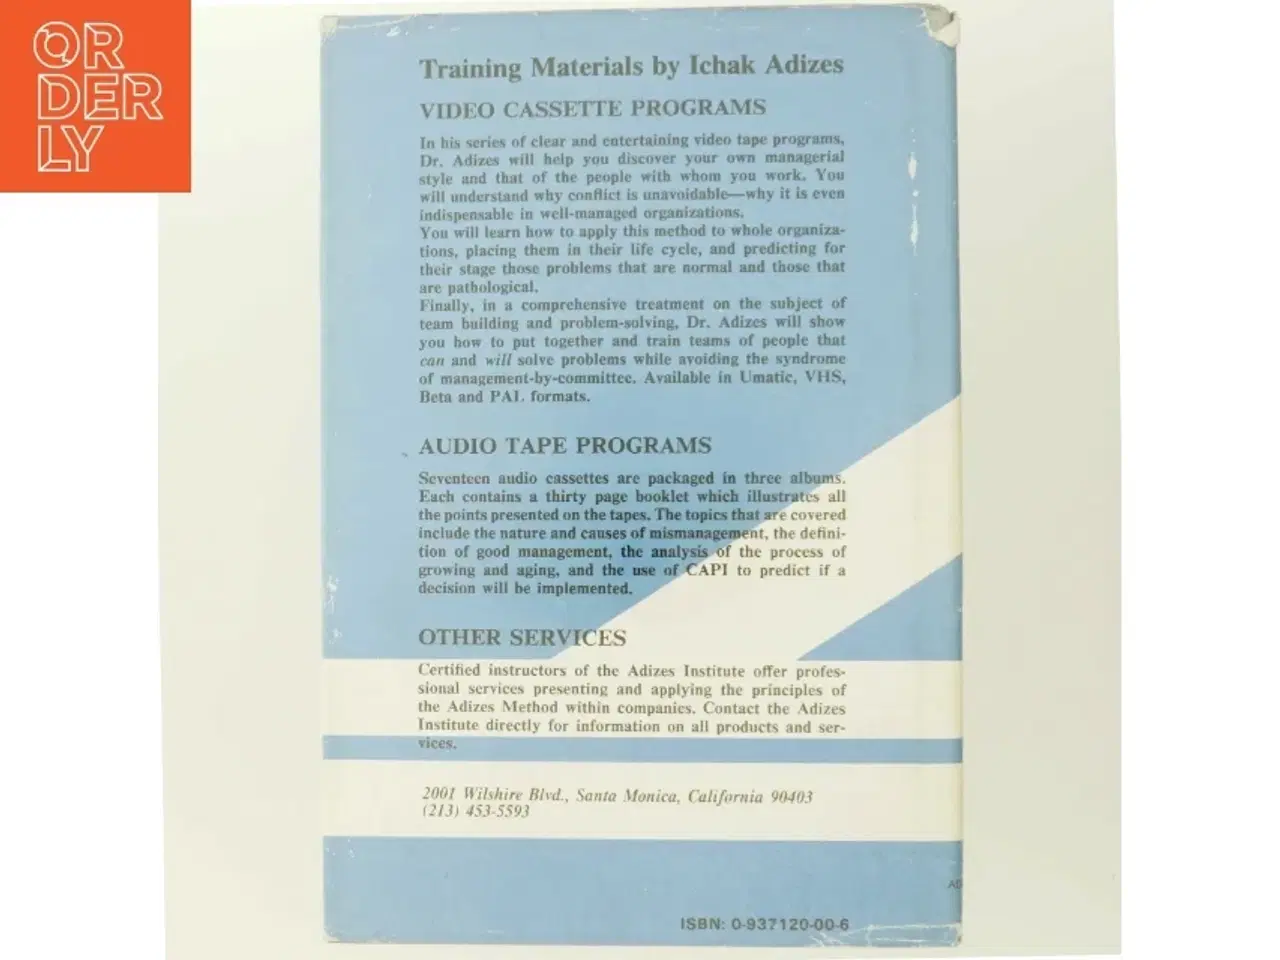 OR
DER
LY
Training Materials by Ichak Adizes
VIDEO CASSETTE PROGRAMS
In his series of clear and entertaining video tape programs,
Dr. Adizes will help you discover your own managerial
style and that of the people with whom you work. You
will understand why conflict is unavoidable—why it is even
indispensable in well-managed organizations.
You will learn how to apply this method to whole organiza-
tions, placing them in their life cycle, and predicting for
their stage those problems that are normal and those that
are pathological.
Finally, in a comprehensive treatment on the subject of
team building and problem-solving, Dr. Adizes will show
you how to put together and train teams of people that
can and will solve problems while avoiding the syndrome
of management-by-committee. Available in Umatic, VHS,
Beta and PAL formats.
AUDIO TAPE PROGRAMS
Seventeen audio cassettes are packaged in three albums.
Each contains a thirty page booklet which illustrates all
the points presented on the tapes. The topics that are covered
include the nature and causes of mismanagement, the defini-
tion of good management, the analysis of the process of
growing and aging, and the use of CAPI to predict if a
decision will be implemented.
OTHER SERVICES
Certified instructors of the Adizes Institute offer profes-
sional services presenting and applying the principles of
the Adizes Method within companies. Contact the Adizes
Institute directly for information on all products and ser-
vices.
2001 Wilshire Blvd., Santa Monica, California 90403
(213) 453-5593
ISBN: 0-937120-00-6